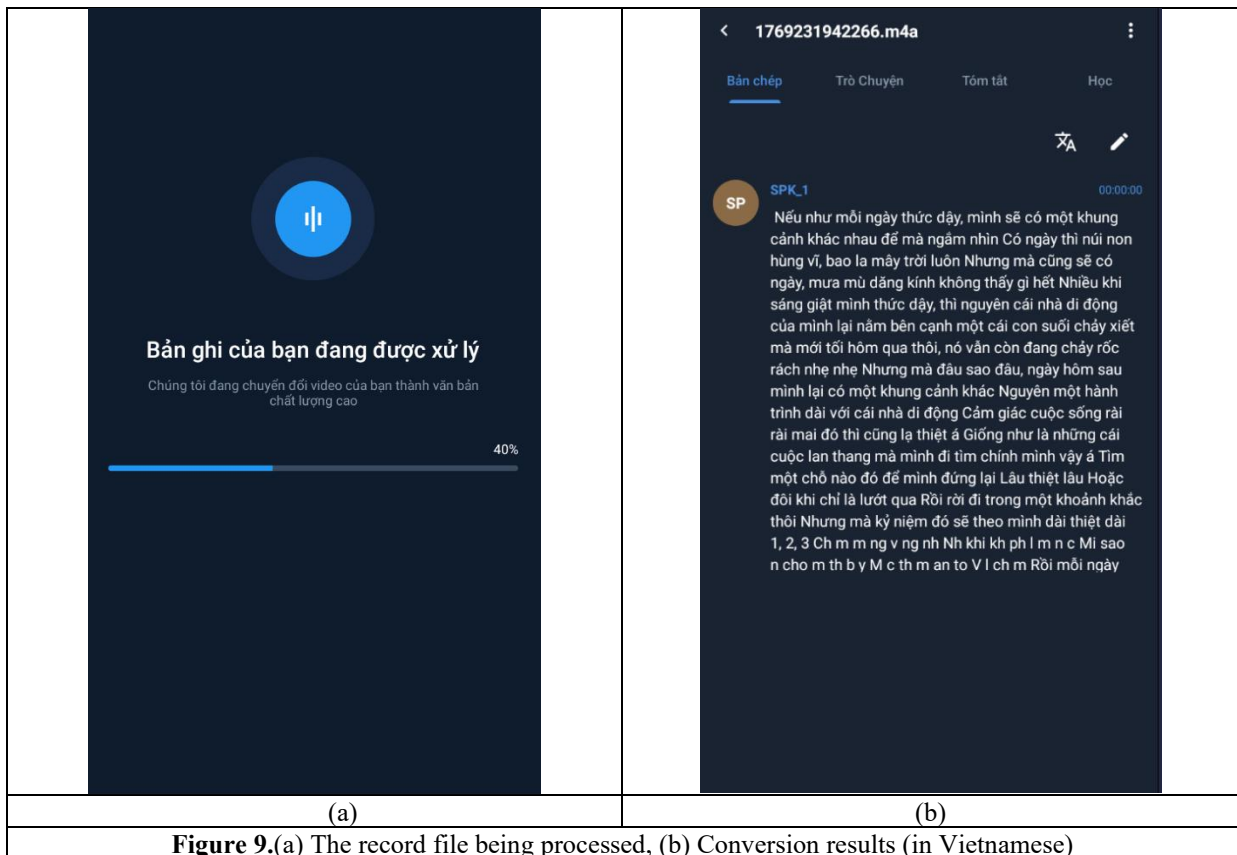 Bản ghi của bạn đang được xử lý
Chúng tôi đang chuyển đổi video của bạn thành văn bản
chất lượng cao
40%
(a)
1769231942266.m4a
Bản chép
Trò Chuyện
Tóm tắt
Học
SP
SPK_1
00:00:00
Nếu như mỗi ngày thức dậy, mình sẽ có một khung
cảnh khác nhau để mà ngắm nhìn Có ngày thì núi non
hùng vĩ, bao la mây trời luôn Nhưng mà cũng sẽ có
ngày, mưa mù dăng kính không thấy gì hết Nhiều khi
sáng giật mình thức dậy, thì nguyên cái nhà di động
của mình lại nằm bên cạnh một cái con suối chảy xiết
mà mới tối hôm qua thôi, nó vẫn còn đang chảy rốc
rách nhẹ nhẹ Nhưng mà đâu sao đâu, ngày hôm sau
mình lại có một khung cảnh khác Nguyên một hành
trình dài với cái nhà di động Cảm giác cuộc sống rài
rài mai đó thì cũng lạ thiệt á Giống như là những cái
cuộc lan thang mà mình đi tìm chính mình vậy á Tìm
một chỗ nào đó để mình đứng lại Lâu thiệt lâu Hoặc
đôi khi chỉ là lướt qua Rồi rời đi trong một khoảnh khắc
thôi Nhưng mà kỷ niệm đó sẽ theo mình dài thiệt dài
1, 2, 3 Ch m m ng v ng nh Nh khi kh ph l m n c Mi sao
n cho m th b y M c th m an to V l ch m Rồi mỗi ngày
(b)
Figure 9.(a) The record file being processed, (b) Conversion results (in Vietnamese)